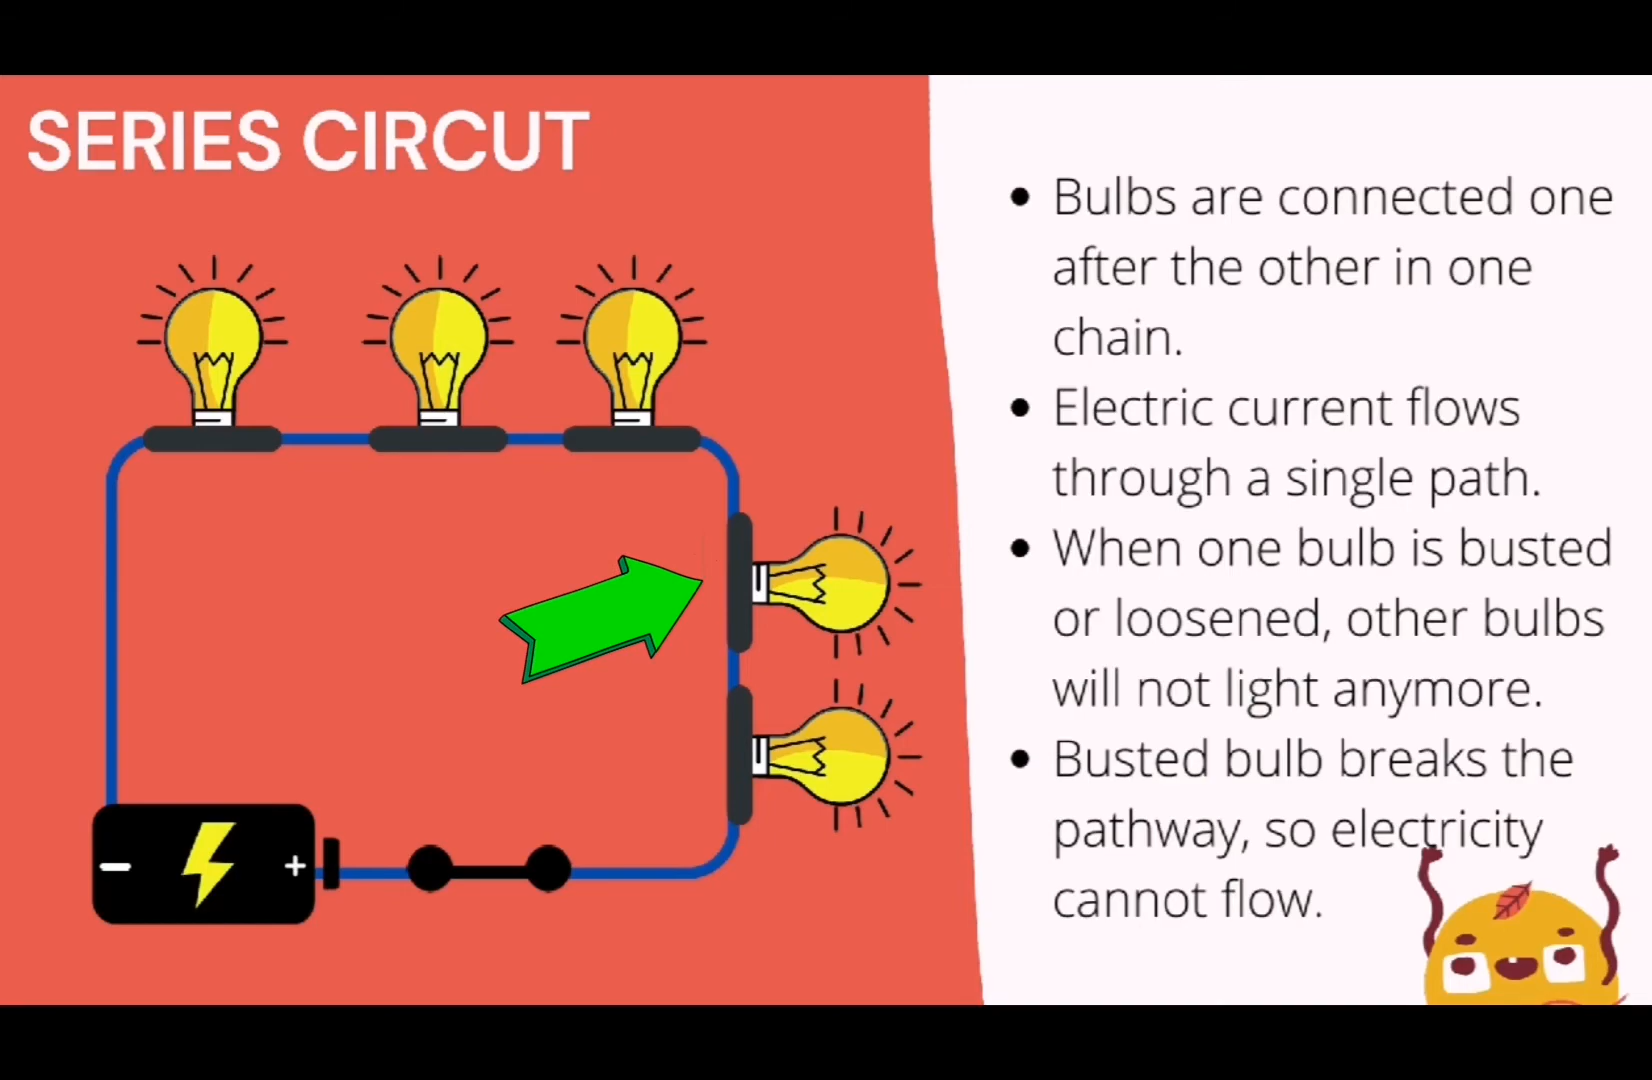 SERIES CIRCUT
Bulbs are connected one
after the other in one
chain.
Electric current flows
through a single path.
When one bulb is busted
or loosened, other bulbs
will not light anymore.
Busted bulb breaks the
pathway, so electricity
cannot flow.
− +